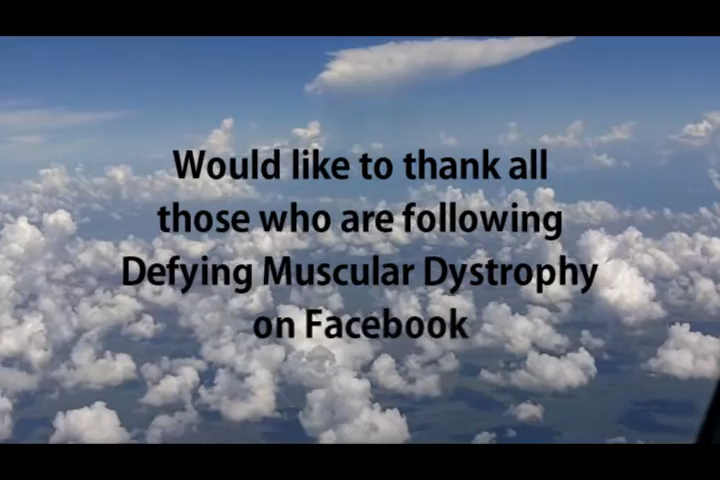 Would like to thank all
those who are following
Defying Muscular Dystrophy
on Facebook